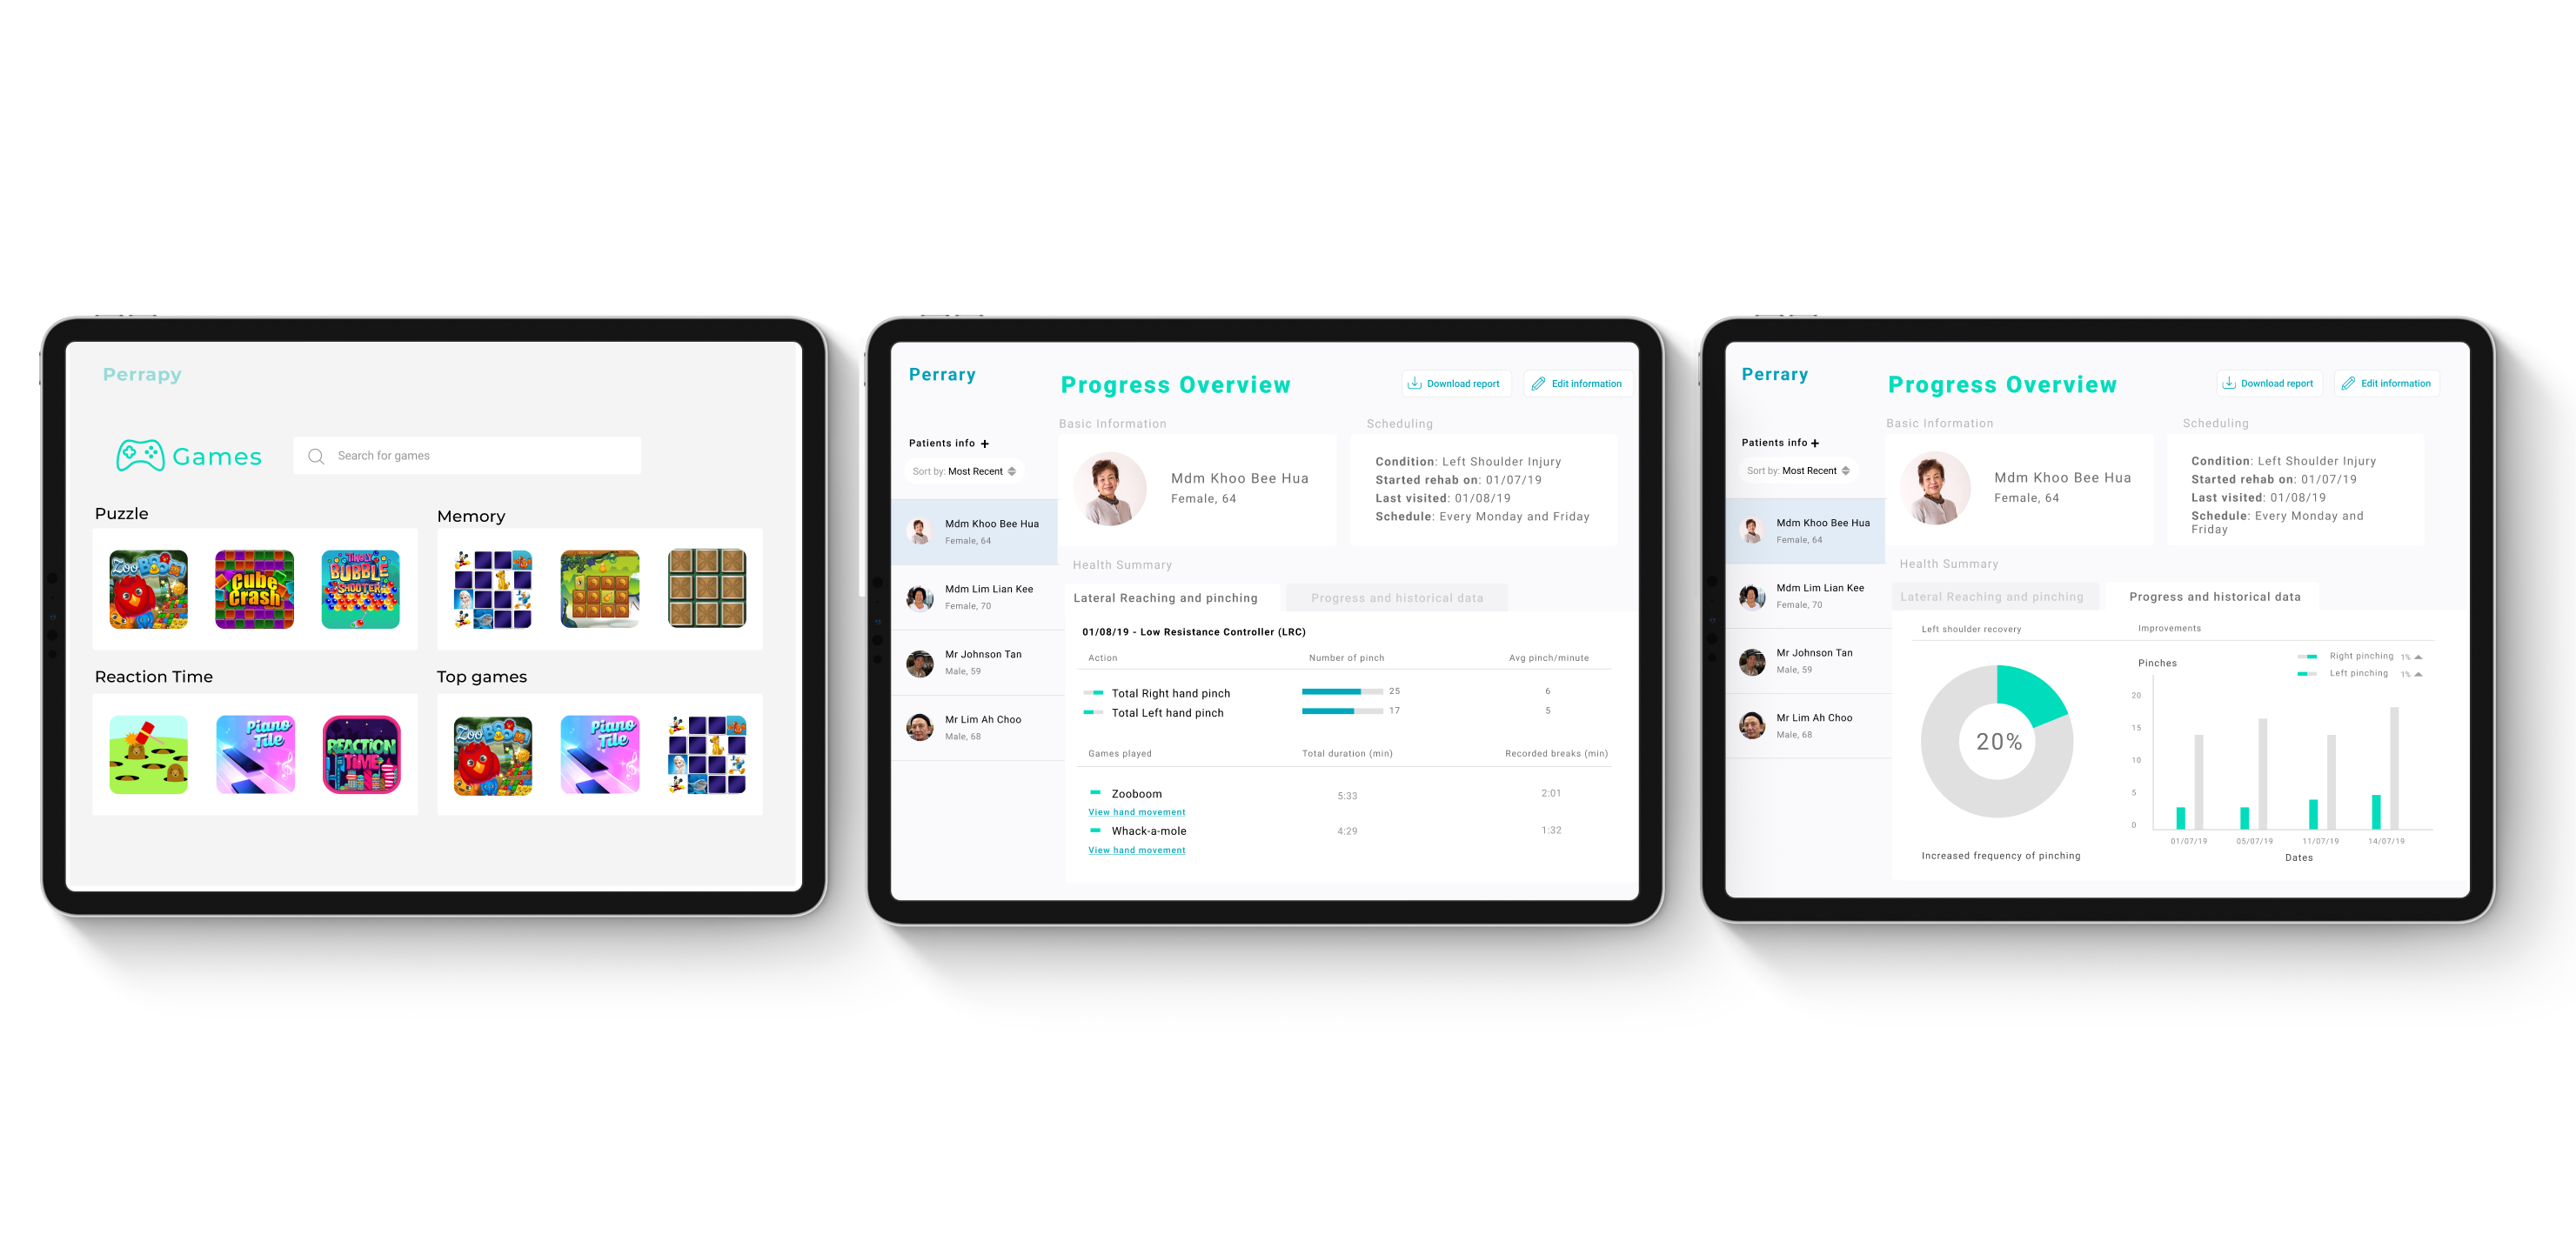 Perrapy
Games
Search for games
Puzzle
Memory
Zoo Boom
Cube Crash
Tingly BUBBLE SHOOTER
Reaction Time
Top games
Piano Tile
REACTION TIME
Zoo Boom
Piano Tile
Perrary
Progress Overview
Download report
Edit information
Basic Information
Scheduling
Patients info +
Sort by: Most Recent
Mdm Khoo Bee Hua
Female, 64
Condition: Left Shoulder Injury
Started rehab on: 01/07/19
Last visited: 01/08/19
Schedule: Every Monday and Friday
Mdm Khoo Bee Hua
Female, 64
Mdm Lim Lian Kee
Female, 70
Mr Johnson Tan
Male, 59
Mr Lim Ah Choo
Male, 68
Health Summary
Lateral Reaching and pinching
Progress and historical data
01/08/19 - Low Resistance Controller (LRC)
Action Number of pinch Avg pinch/minute
Total Right hand pinch 25 6
Total Left hand pinch 17 5
Games played Total duration (min) Recorded breaks (min)
Zooboom 5:33 2:01
View hand movement
Whack-a-mole 4:29 1:32
View hand movement
Perrary
Progress Overview
Download report
Edit information
Basic Information
Scheduling
Patients info +
Sort by: Most Recent
Mdm Khoo Bee Hua
Female, 64
Condition: Left Shoulder Injury
Started rehab on: 01/07/19
Last visited: 01/08/19
Schedule: Every Monday and
Friday
Mdm Khoo Bee Hua
Female, 64
Mdm Lim Lian Kee
Female, 70
Mr Johnson Tan
Male, 59
Mr Lim Ah Choo
Male, 68
Health Summary
Lateral Reaching and pinching
Progress and historical data
Left shoulder recovery
Improvements
20%
Increased frequency of pinching
Pinches
Right pinching 1%
Left pinching 1%
20
15
10
5
0
01/07/19 05/07/19 11/07/19 14/07/19
Dates